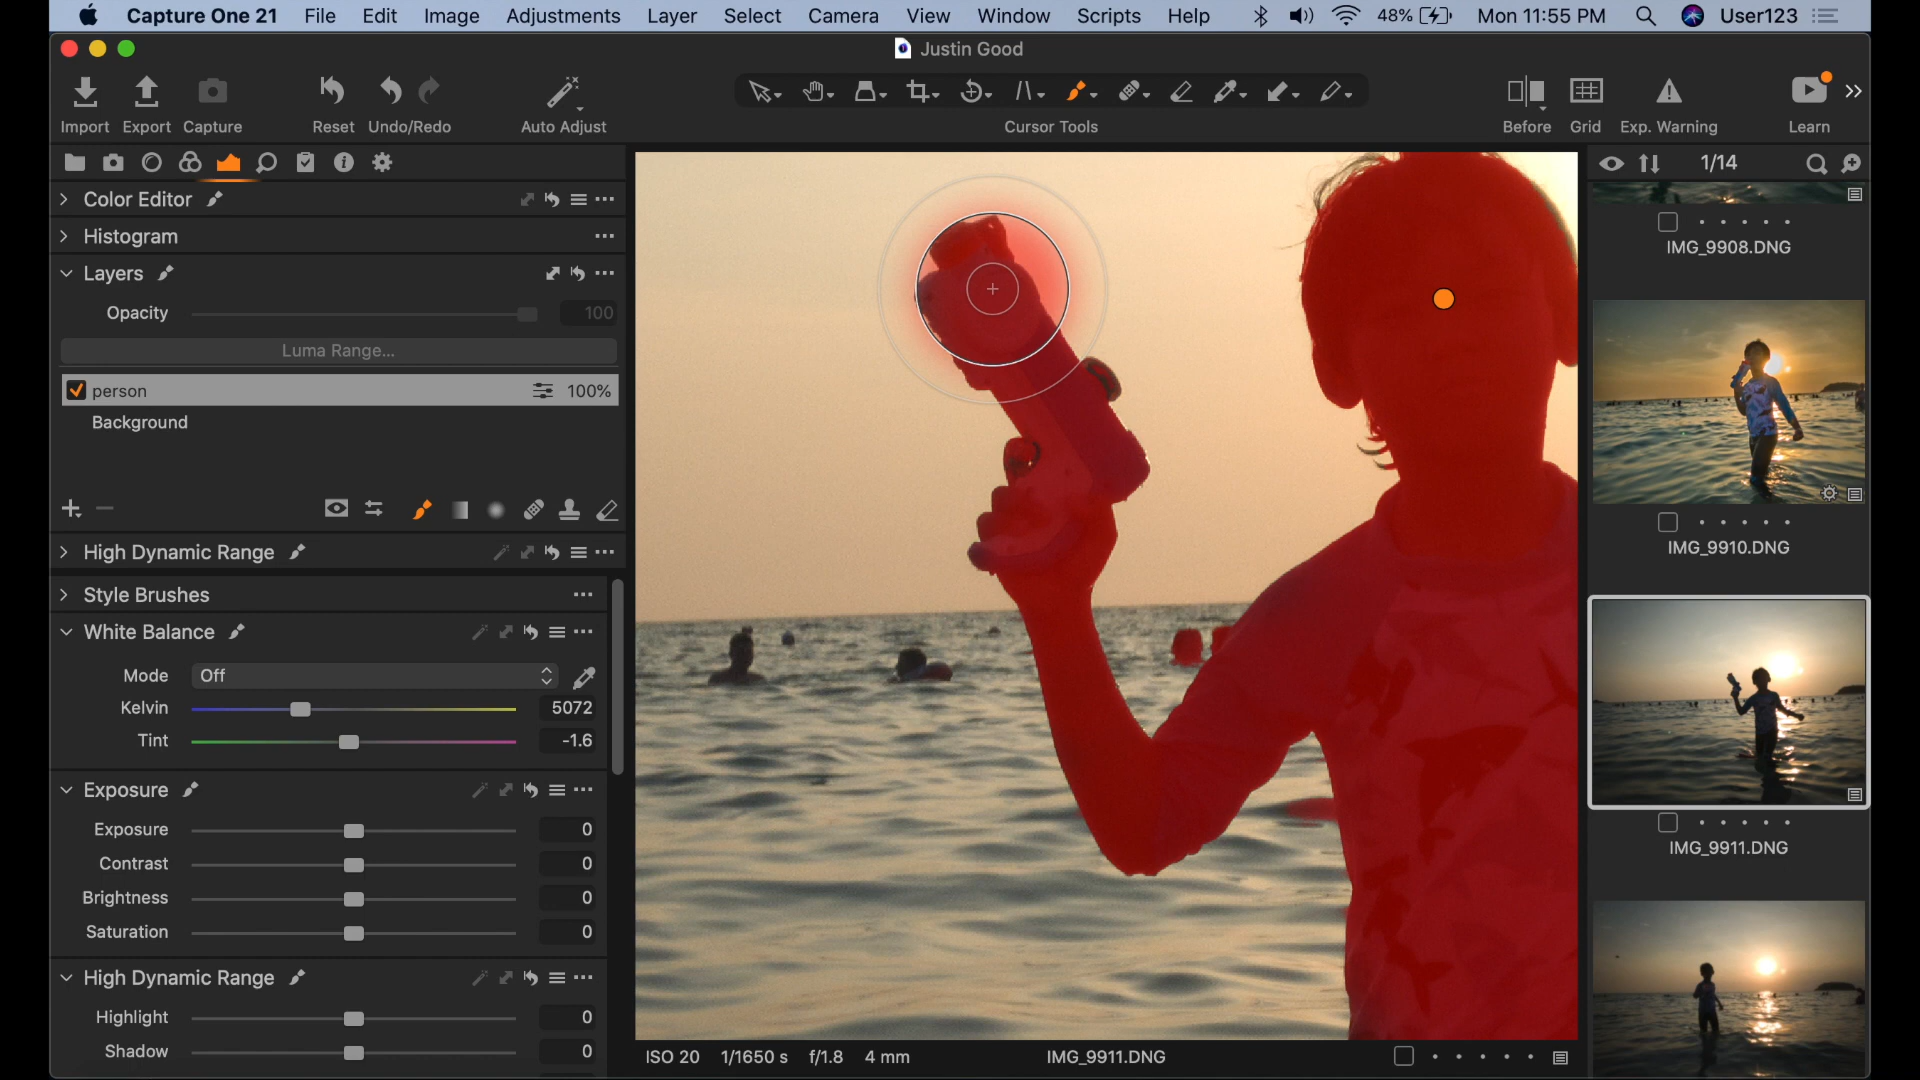 Capture One 21 File Edit Image Adjustments Layer Select Camera View Window Scripts Help 48% Mon 11:55 PM User123
Justin Good
Import Export Capture Reset Undo/Redo Auto Adjust Cursor Tools Before Grid Exp. Warning Learn
Color Editor
Histogram
Layers
Opacity 100
Luma Range...
person 100%
Background
High Dynamic Range
Style Brushes
White Balance
Mode Off
Kelvin 5072
Tint -1.6
Exposure
Exposure 0
Contrast 0
Brightness 0
Saturation 0
High Dynamic Range
Highlight 0
Shadow 0
ISO 20 1/1650 s f/1.8 4 mm IMG_9911.DNG
1/14
IMG_9908.DNG
IMG_9910.DNG
IMG_9911.DNG